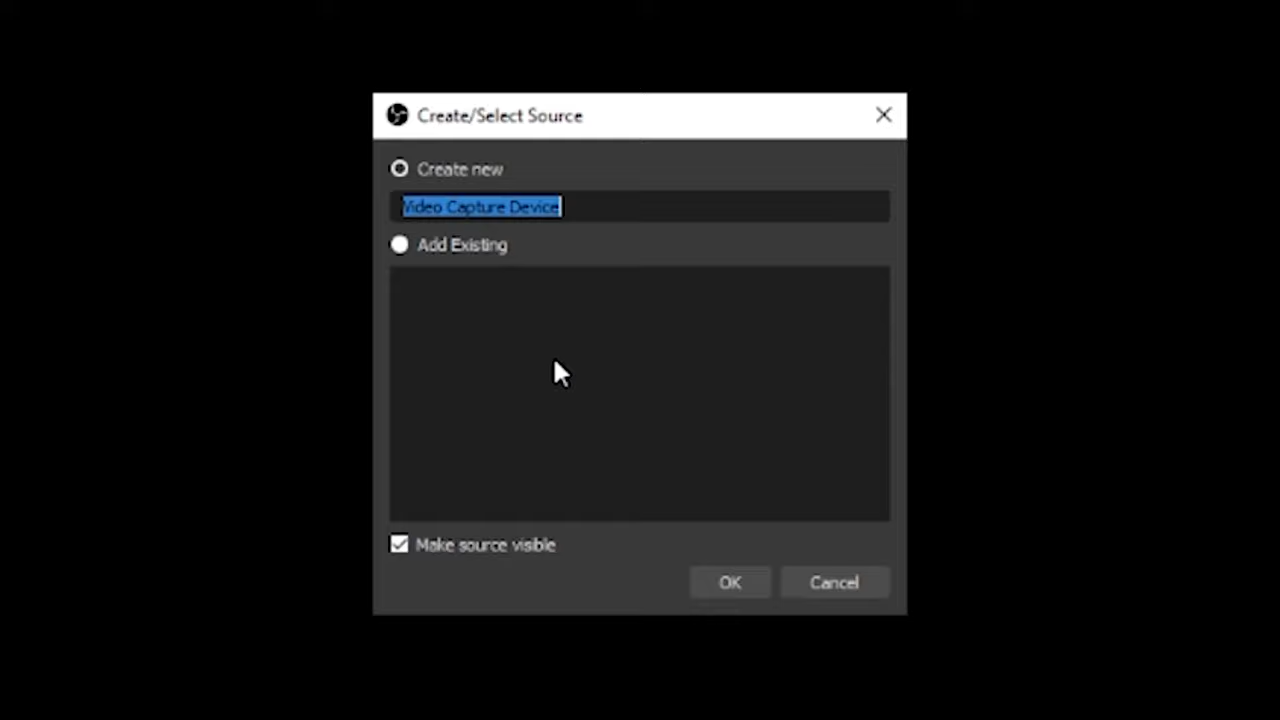 Create/Select Source
Create new
Video Capture Device
Add Existing
Make source visible
OK
Cancel